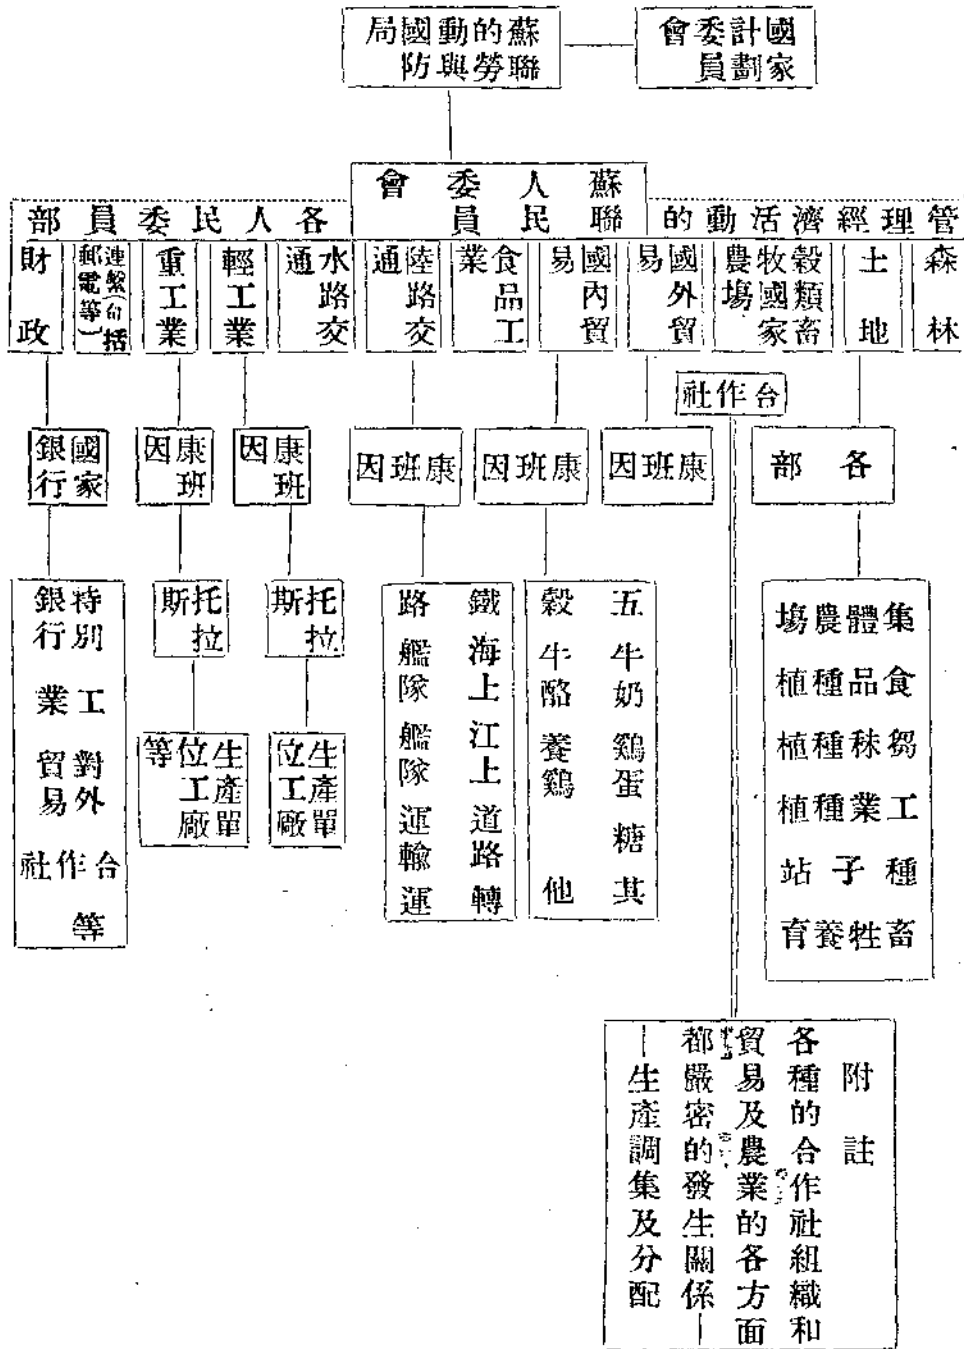 蘇聯的勞動與國防局
國家計劃委員會
蘇聯人民委員會
管理經濟活動的各人民委員部
森林
土地
穀類畜牧國家農塲
國外貿易
國內貿易
食品工業
陸路交通
水路交通
輕工業
重工業
連繫(包括郵電等)
財政
合作社
各部
康班因
康班因
康班因
康班因
康班因
國家銀行
集體農塲
食品種植
芻秣種植
工業種植
種子站
畜牲養育
五穀
牛奶牛酪
鷄蛋養鷄
糖
其他
鐵路
海上艦隊
江上艦隊
道路運輸
轉運
托拉斯
托拉斯
生產單位工廠
生產單位工廠等
特別銀行
工業
對外貿易
合作社
等
附註
各種的合作社組織和
貿易及農業的各方面
都嚴密的發生關係—
—生產調集及分配